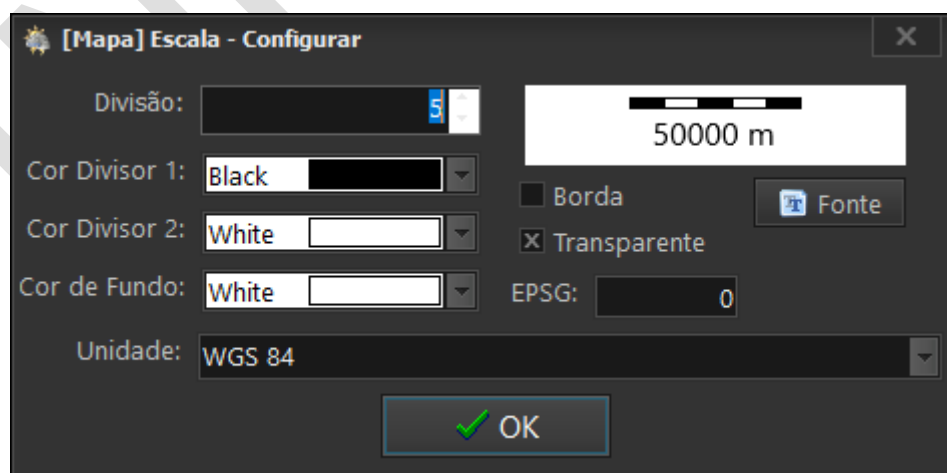 [Mapa] Escala - Configurar
Divisão: 5
50000 m
Cor Divisor 1: Black
Borda
Fonte
Cor Divisor 2: White
Transparente
Cor de Fundo: White
EPSG: 0
Unidade: WGS 84
OK